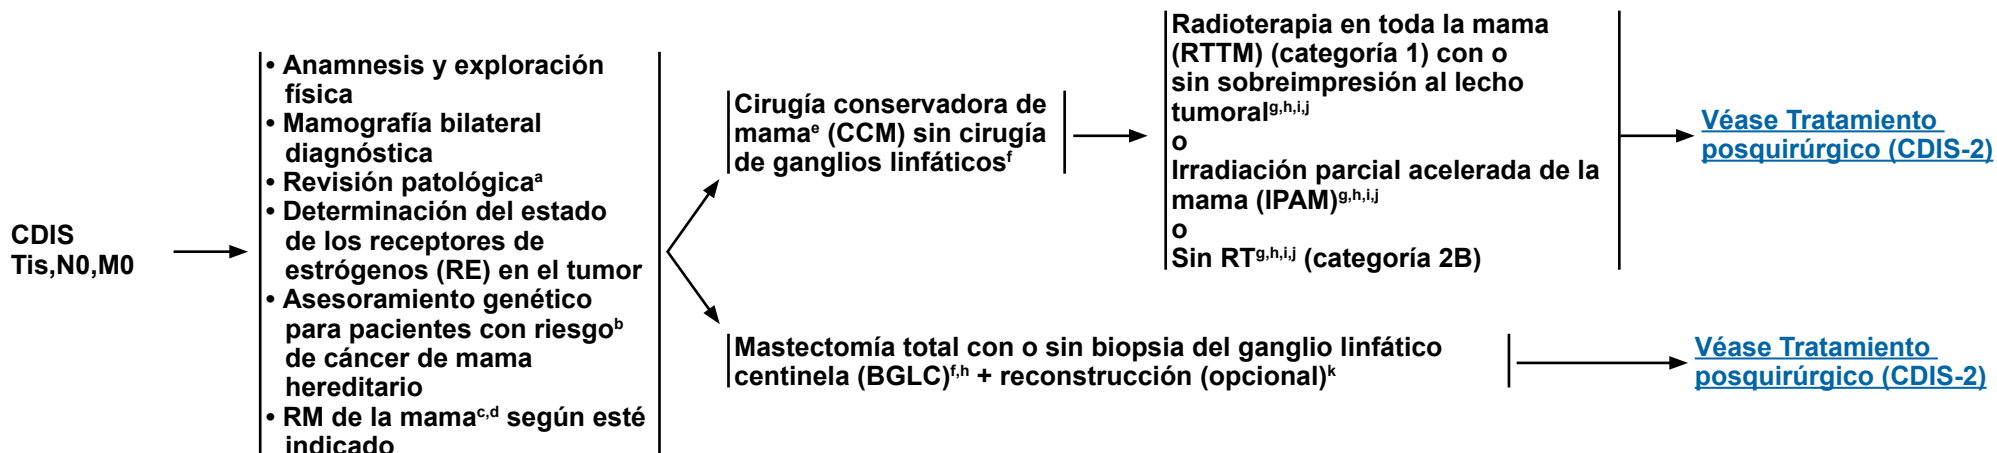 CDIS
Tis,N0,M0
• Anamnesis y exploración
física
• Mamografía bilateral
diagnóstica
• Revisión patológicaᵃ
• Determinación del estado
de los receptores de
estrógenos (RE) en el tumor
• Asesoramiento genético
para pacientes con riesgoᵇ
de cáncer de mama
hereditario
• RM de la mamaᶜ,ᵈ según esté
indicado
Cirugía conservadora de
mamaᵉ (CCM) sin cirugía
de ganglios linfáticosᶠ
Radioterapia en toda la mama
(RTTM) (categoría 1) con o
sin sobreimpresión al lecho
tumoralᵍ,ʰ,ⁱ,ʲ
o
Irradiación parcial acelerada de la
mama (IPAM)ᵍ,ʰ,ⁱ,ʲ
o
Sin RTᵍ,ʰ,ⁱ,ʲ (categoría 2B)
Véase Tratamiento
posquirúrgico (CDIS-2)
Mastectomía total con o sin biopsia del ganglio linfático
centinela (BGLC)ᶠ,ʰ + reconstrucción (opcional)ᵏ
Véase Tratamiento
posquirúrgico (CDIS-2)